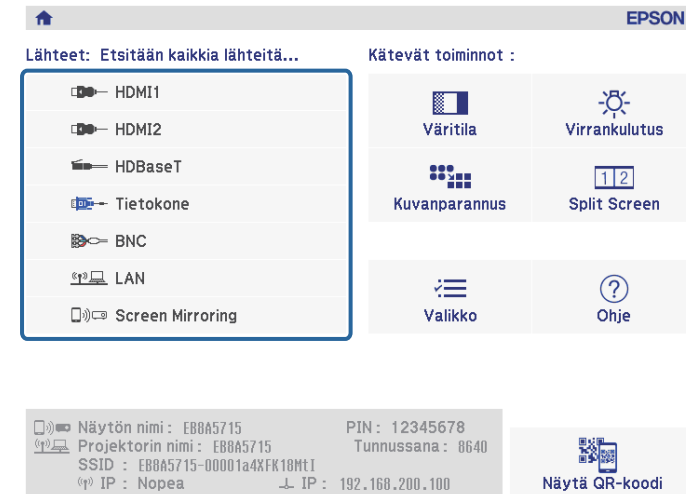 EPSON
Lähteet: Etsitään kaikkia lähteitä...
Kätevät toiminnot :
HDMI1
HDMI2
HDBaseT
Tietokone
BNC
LAN
Screen Mirroring
Väritila
Virrankulutus
Kuvanparannus
1 2
Split Screen
Valikko
?
Ohje
Näytön nimi : EB8A5715 PIN : 12345678
Projektorin nimi : EB8A5715 Tunnussana : 8640
SSID : EB8A5715-00001a4XFK18MtI
IP : Nopea IP : 192.168.200.100
Näytä QR-koodi